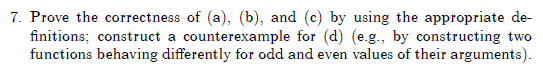 7. Prove the correctness of (a), (b), and (c) by using the appropriate de-
finitions; construct a counterexample for (d) (e.g., by constructing two
functions behaving differently for odd and even values of their arguments).